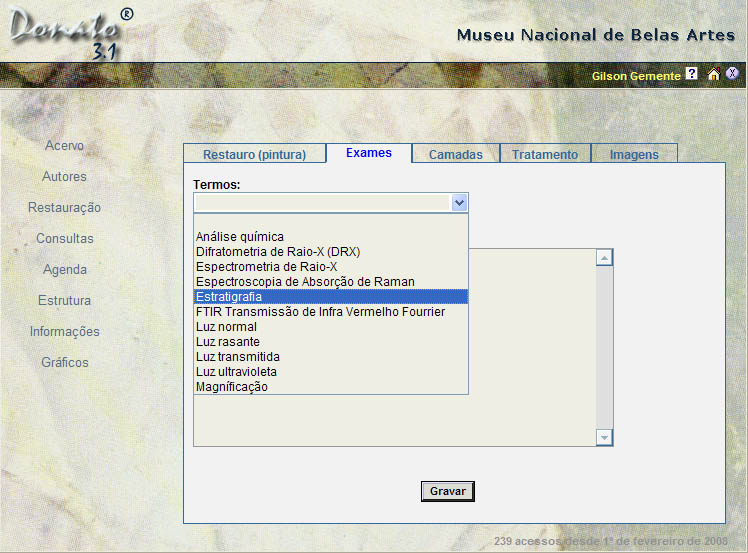 Donato ®
3.1
Museu Nacional de Belas Artes
Gilson Gemente ? X
Acervo
Autores
Restauração
Consultas
Agenda
Estrutura
Informações
Gráficos
Restauro (pintura) Exames Camadas Tratamento Imagens
Termos:
Análise química
Difratometria de Raio-X (DRX)
Espectrometria de Raio-X
Espectroscopia de Absorção de Raman
Estratigrafia
FTIR Transmissão de Infra Vermelho Fourrier
Luz normal
Luz rasante
Luz transmitida
Luz ultravioleta
Magníficação
Gravar
239 acessos desde 1º de fevereiro de 2008